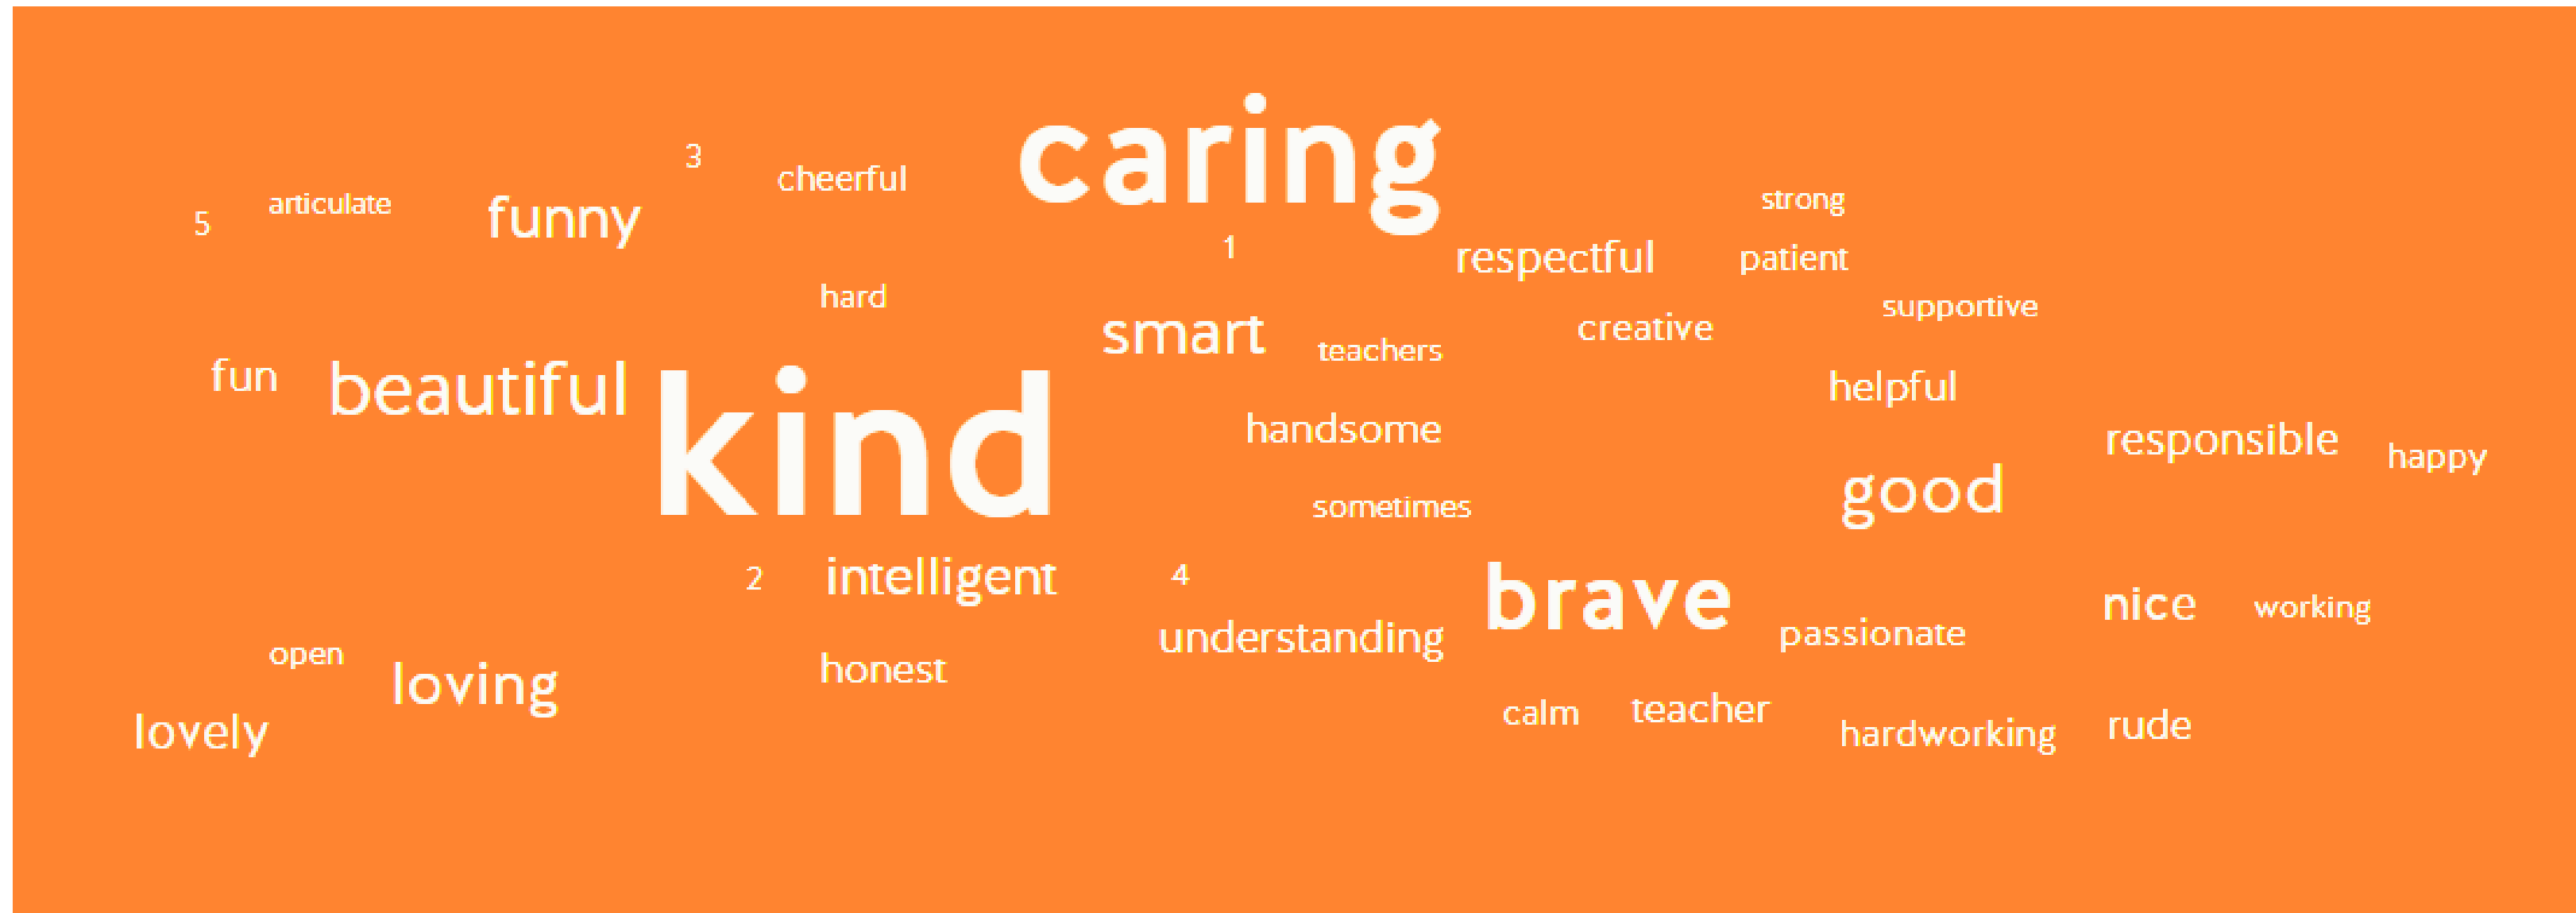 caring
3
cheerful
strong
5
articulate
funny
1
respectful
patient
hard
supportive
smart
teachers
creative
fun
beautiful
kind
helpful
handsome
responsible
happy
sometimes
good
2
intelligent
4
brave
nice
working
understanding
passionate
open
loving
honest
lovely
calm
teacher
hardworking
rude